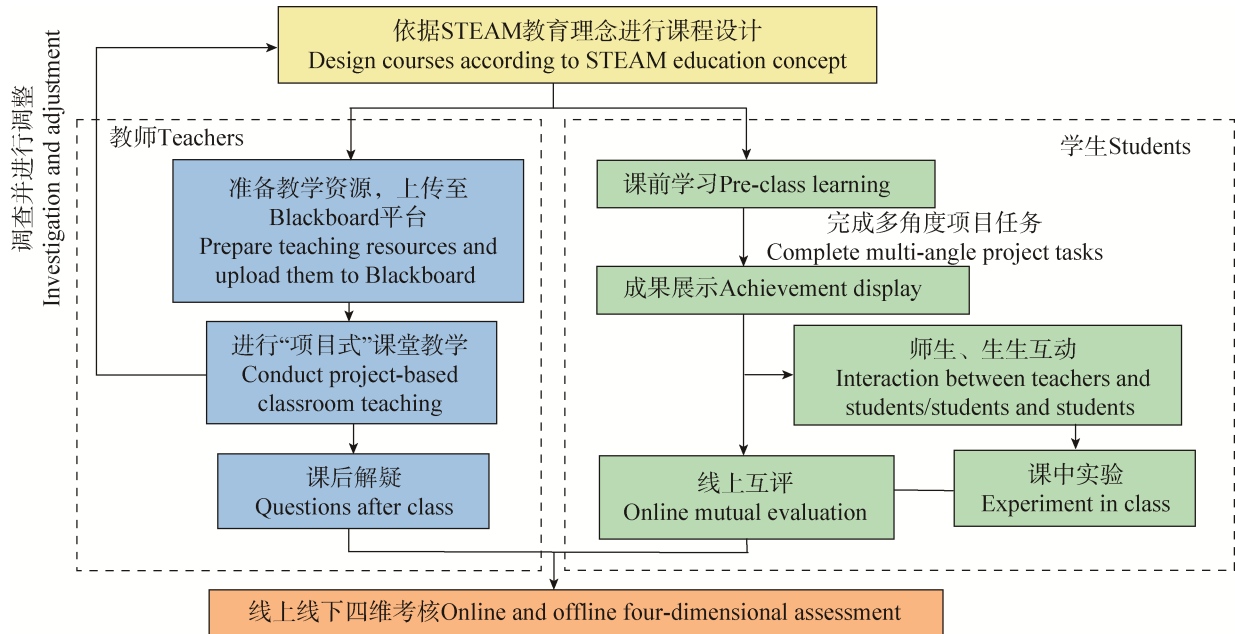 依据STEAM教育理念进行课程设计
Design courses according to STEAM education concept
调查并进行调整
Investigation and adjustment
教师Teachers
准备教学资源，上传至
Blackboard平台
Prepare teaching resources and
upload them to Blackboard
进行“项目式”课堂教学
Conduct project-based
classroom teaching
课后解疑
Questions after class
学生Students
课前学习Pre-class learning
完成多角度项目任务
Complete multi-angle project tasks
成果展示Achievement display
师生、生生互动
Interaction between teachers and
students/students and students
线上互评
Online mutual evaluation
课中实验
Experiment in class
线上线下四维考核Online and offline four-dimensional assessment